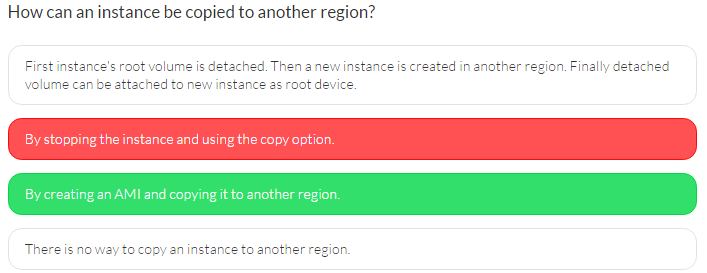 How can an instance be copied to another region?
First instance's root volume is detached. Then a new instance is created in another region. Finally detached
volume can be attached to new instance as root device.
By stopping the instance and using the copy option.
By creating an AMI and copying it to another region.
There is no way to copy an instance to another region.